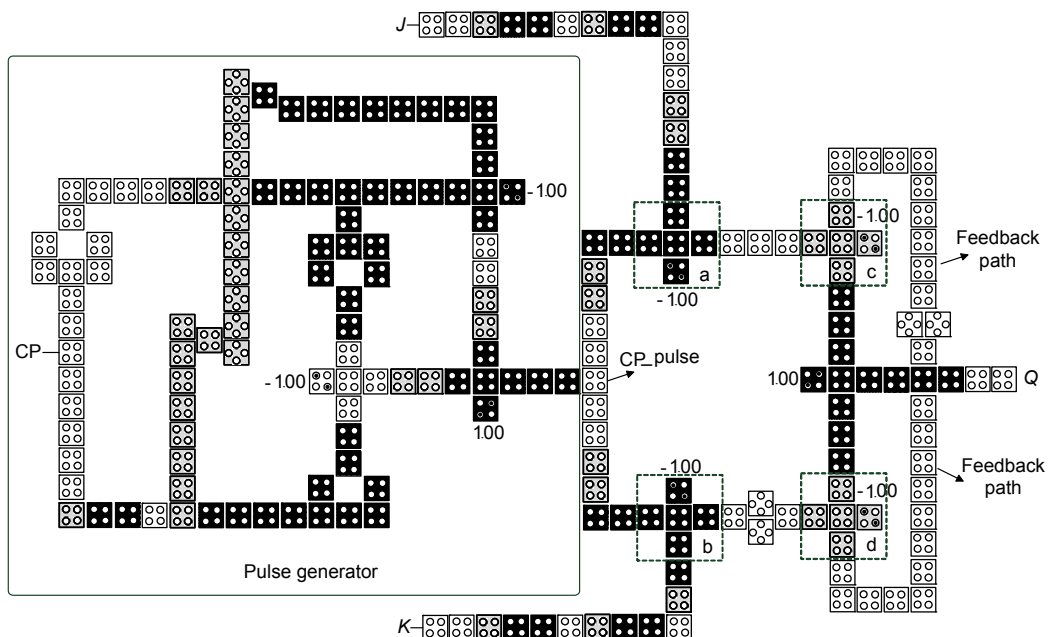 J
- 1.00
- 1.00
c
Feedback path
a
- 1.00
CP
CP_pulse
- 1.00
1.00
Q
1.00
- 1.00
Feedback path
- 1.00
b
d
Pulse generator
K